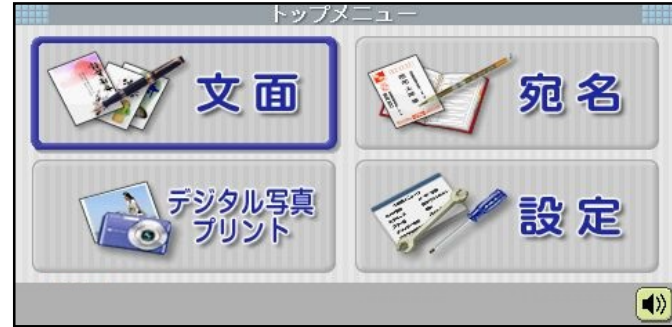 トップメニュー
文面
宛名
デジタル写真
プリント
設定